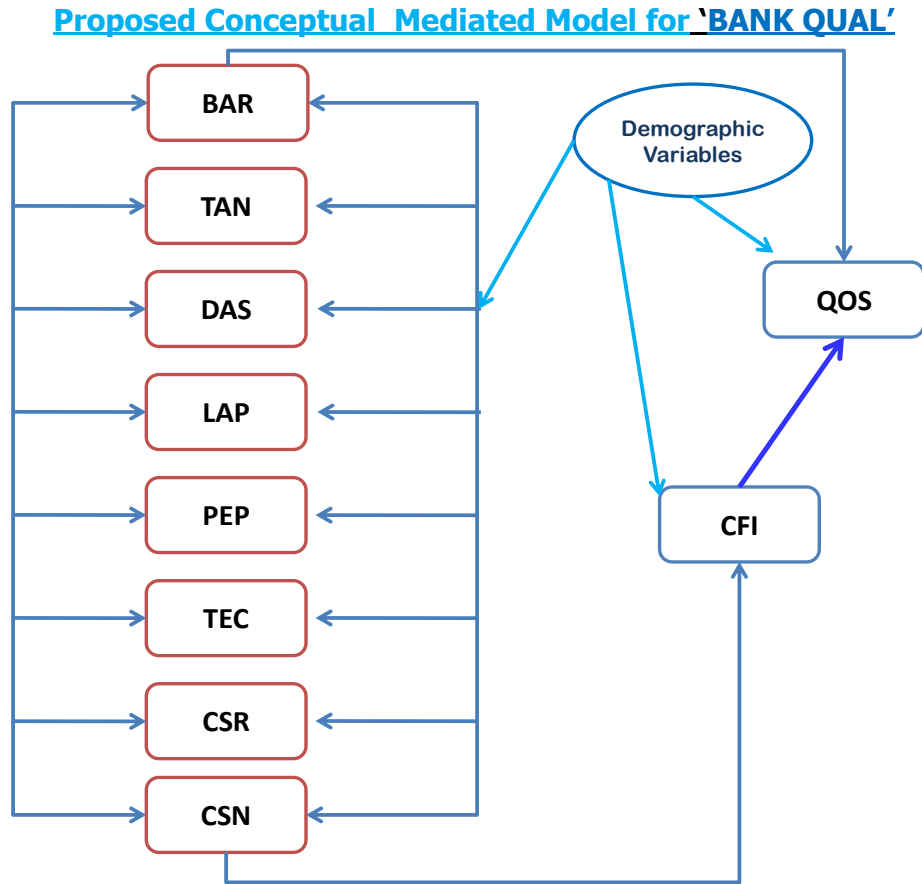 Proposed Conceptual  Mediated Model for ‘BANK QUAL’
BAR
Demographic
Variables
TAN
DAS
QOS
LAP
PEP
CFI
TEC
CSR
CSN